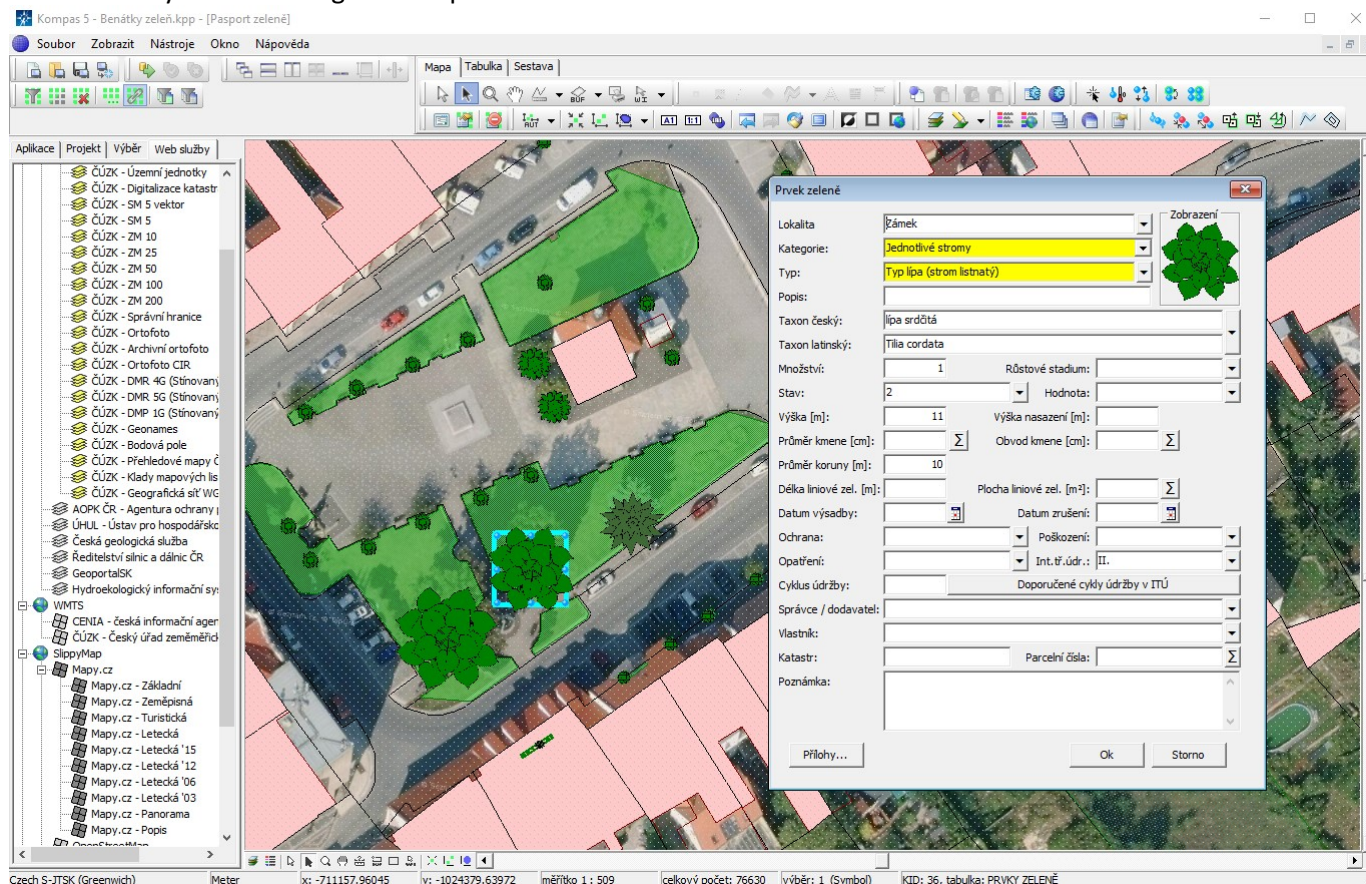 Kompas 5 - Benátky zeleň.kpp - [Pasport zelené]
Soubor Zobrazit Nástroje Okno Nápověda
Mapa Tabulka Sestava
BUF
WI
AUT
A1 1:1
Aplikace Projekt Výběr Web služby
ČÚZK - Územní jednotky
ČÚZK - Digitalizace katastr
ČÚZK - SM 5 vektor
ČÚZK - SM 5
ČÚZK - ZM 10
ČÚZK - ZM 25
ČÚZK - ZM 50
ČÚZK - ZM 100
ČÚZK - ZM 200
ČÚZK - Správní hranice
ČÚZK - Ortofoto
ČÚZK - Archivní ortofoto
ČÚZK - Ortofoto CIR
ČÚZK - DMR 4G (Stínovaný
ČÚZK - DMR 5G (Stínovaný
ČÚZK - DMP 1G (Stínovaný
ČÚZK - Geonames
ČÚZK - Bodová pole
ČÚZK - Přehledové mapy Č
ČÚZK - Klady mapových lis
ČÚZK - Geografická síť WG
AOPK ČR - Agentura ochrany
ÚHUL - Ústav pro hospodářsko
Česká geologická služba
Ředitelství silnic a dálnic ČR
GeoportalSK
Hydroekologický informační sy
WMTS
CENIA - česká informační agen
ČÚZK - Český úřad zeměměřick
SlippyMap
Mapy.cz
Mapy.cz - Základní
Mapy.cz - Zeměpisná
Mapy.cz - Turistická
Mapy.cz - Letecká
Mapy.cz - Letecká '15
Mapy.cz - Letecká '12
Mapy.cz - Letecká '06
Mapy.cz - Letecká '03
Mapy.cz - Panorama
Mapy.cz - Popis
OpenStreetMap
Prvek zeleně
Lokalita Zámek Zobrazení
Kategorie: Jednotlivé stromy
Typ: Typ lípa (strom listnatý)
Popis:
Taxon český: lípa srdčitá
Taxon latinský: Tilia cordata
Množství: 1 Růstové stadium:
Stav: 2 Hodnota:
Výška [m]: 11 Výška nasazení [m]:
Průměr kmene [cm]: Σ Obvod kmene [cm]: Σ
Průměr koruny [m]: 10
Délka liniové zel. [m]: Plocha liniové zel. [m²]: Σ
Datum výsadby: Datum zrušení:
Ochrana: Poškození:
Opatření: Int.tř.údr.: II.
Cyklus údržby: Doporučené cykly údržby v ITÚ
Správce / dodavatel:
Vlastník:
Katastr: Parcelní čísla: Σ
Poznámka:
Přílohy... Ok Storno
Czech S-JTSK (Greenwich) Meter x: -711157.96045 y: -1024379.63972 měřítko 1 : 509 celkový počet: 76630 výběr: 1 (Symbol) KID: 36, tabulka: PRVKY ZELENĚ